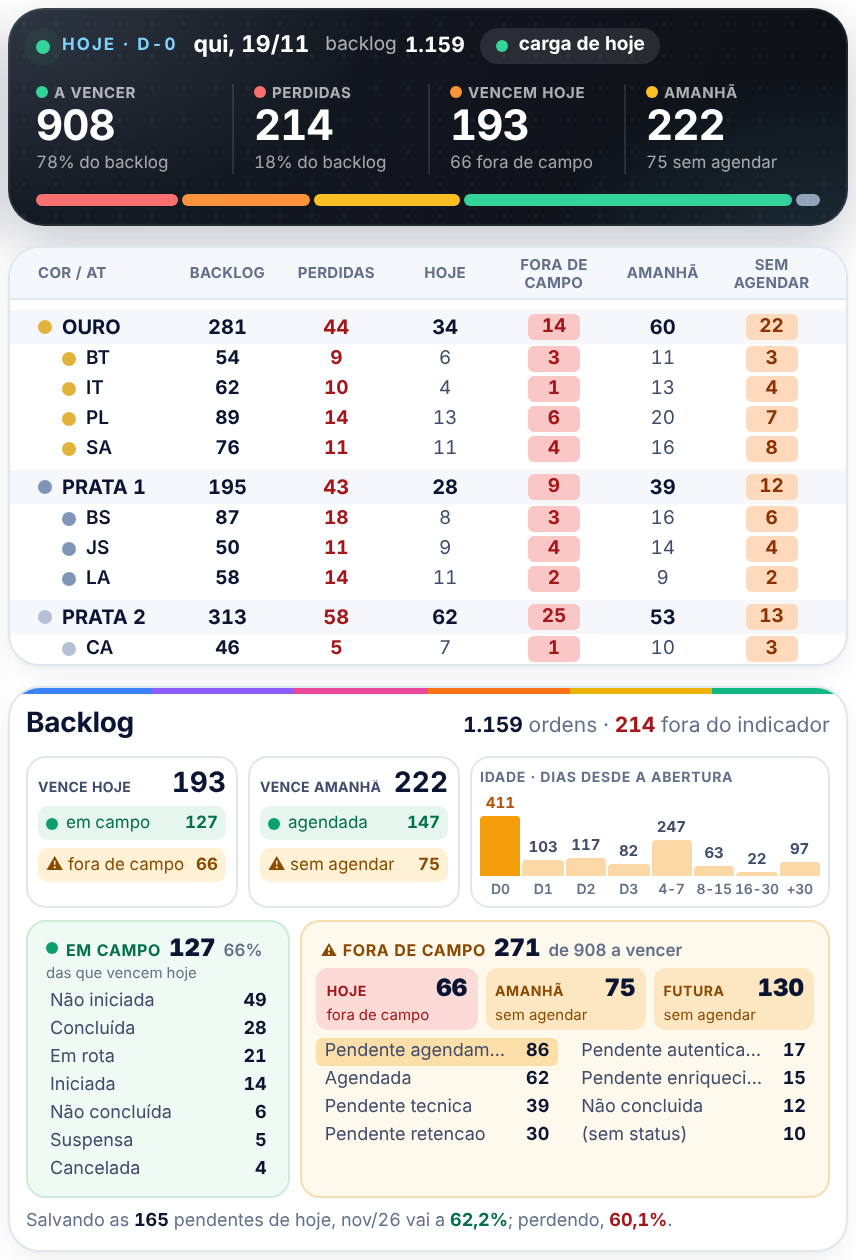 HOJE · D-0 qui, 19/11 backlog 1.159 carga de hoje
A VENCER PERDIDAS VENCEM HOJE AMANHÃ
908 214 193 222
78% do backlog 18% do backlog 66 fora de campo 75 sem agendar
COR / AT BACKLOG PERDIDAS HOJE FORA DE CAMPO AMANHÃ SEM AGENDAR
OURO 281 44 34 14 60 22
BT 54 9 6 3 11 3
IT 62 10 4 1 13 4
PL 89 14 13 6 20 7
SA 76 11 11 4 16 8
PRATA 1 195 43 28 9 39 12
BS 87 18 8 3 16 6
JS 50 11 9 4 14 4
LA 58 14 11 2 9 2
PRATA 2 313 58 62 25 53 13
CA 46 5 7 1 10 3
Backlog 1.159 ordens · 214 fora do indicador
VENCE HOJE 193
em campo 127
⚠ fora de campo 66
VENCE AMANHÃ 222
agendada 147
⚠ sem agendar 75
IDADE · DIAS DESDE A ABERTURA
411 103 117 82 247 63 22 97
D0 D1 D2 D3 4-7 8-15 16-30 +30
EM CAMPO 127 66%
das que vencem hoje
Não iniciada 49
Concluída 28
Em rota 21
Iniciada 14
Não concluída 6
Suspensa 5
Cancelada 4
⚠ FORA DE CAMPO 271 de 908 a vencer
HOJE 66
fora de campo
AMANHÃ 75
sem agendar
FUTURA 130
sem agendar
Pendente agendam... 86
Agendada 62
Pendente tecnica 39
Pendente retencao 30
Pendente autentica... 17
Pendente enriqueci... 15
Não concluida 12
(sem status) 10
Salvando as 165 pendentes de hoje, nov/26 vai a 62,2%; perdendo, 60,1%.